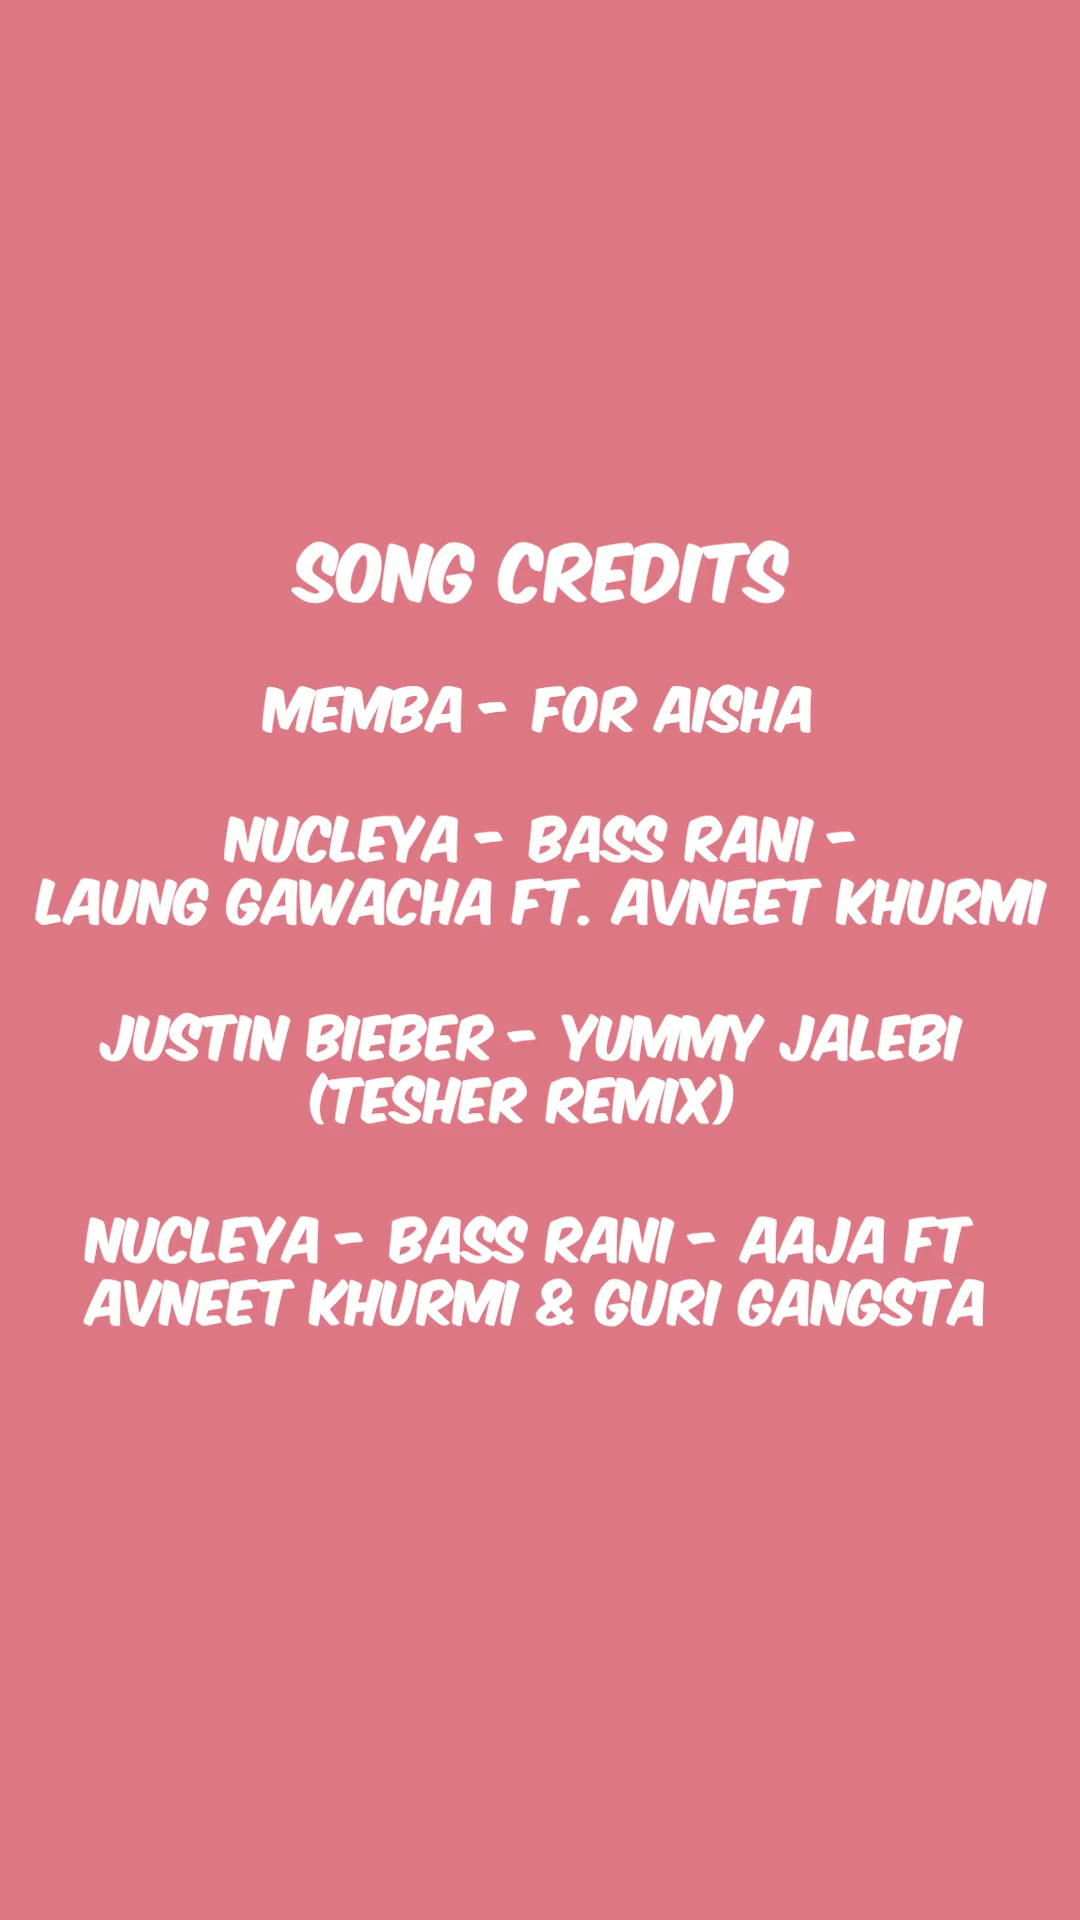 SONG CREDITS
MEMBA - FOR AISHA
NUCLEYA - BASS RANI -
LAUNG GAWACHA FT. AVNEET KHURMI
JUSTIN BIEBER - YUMMY JALEBI
(TESHER REMIX)
NUCLEYA - BASS RANI - AAJA FT
AVNEET KHURMI & GURI GANGSTA